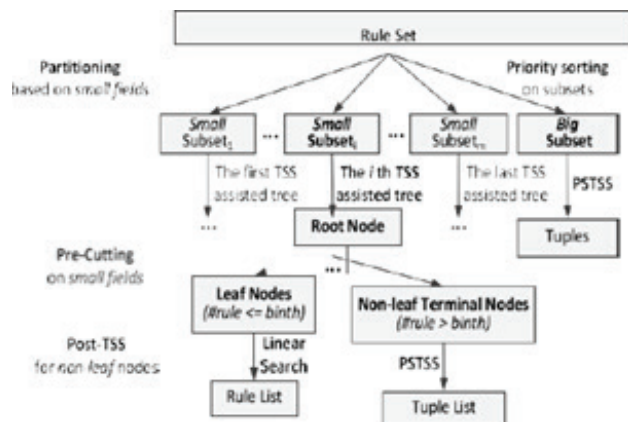 Rule Set
Partitioning
based on small fields
Priority sorting
on subsets
Small
Subset1
...
Small
Subseti
...
Small
Subsetm
Big
Subset
The first TSS
assisted tree
The i th TSS
assisted tree
The last TSS
assisted tree
PSTSS
...
Root Node
...
Tuples
Pre-Cutting
on small fields
...
Leaf Nodes
(#rule <= binth)
Non-leaf Terminal Nodes
(#rule > binth)
Post-TSS
for non-leaf nodes
Linear
Search
PSTSS
Rule List
Tuple List